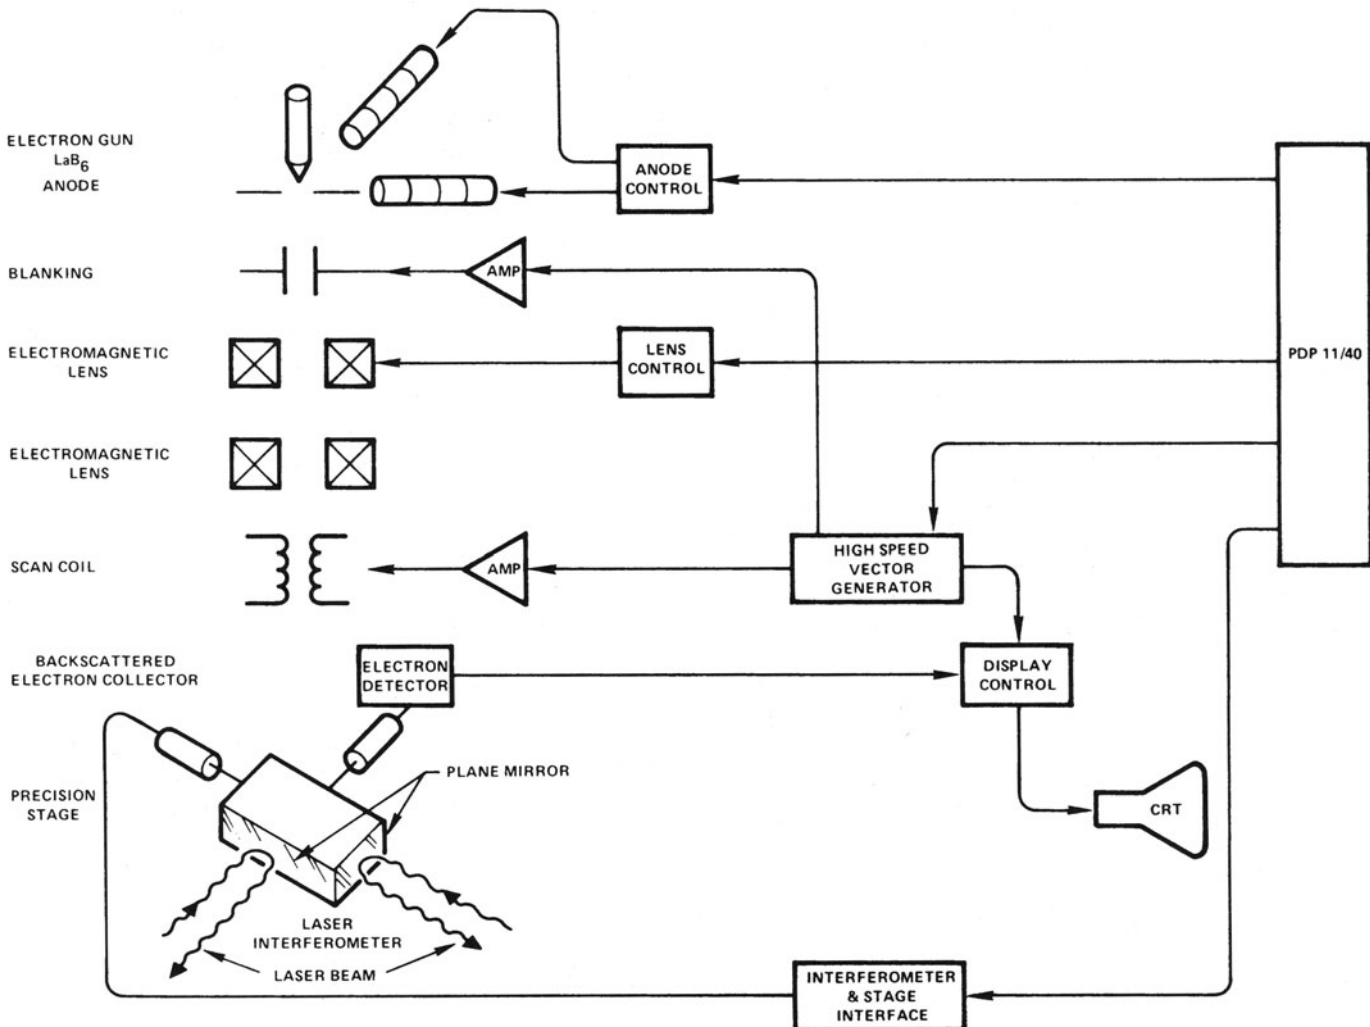 ELECTRON GUN
LaB6
ANODE
ANODE
CONTROL
BLANKING
AMP
ELECTROMAGNETIC
LENS
LENS
CONTROL
PDP 11/40
ELECTROMAGNETIC
LENS
SCAN COIL
AMP
HIGH SPEED
VECTOR
GENERATOR
BACKSCATTERED
ELECTRON COLLECTOR
ELECTRON
DETECTOR
DISPLAY
CONTROL
PLANE MIRROR
PRECISION
STAGE
CRT
LASER
INTERFEROMETER
LASER BEAM
INTERFEROMETER
& STAGE
INTERFACE